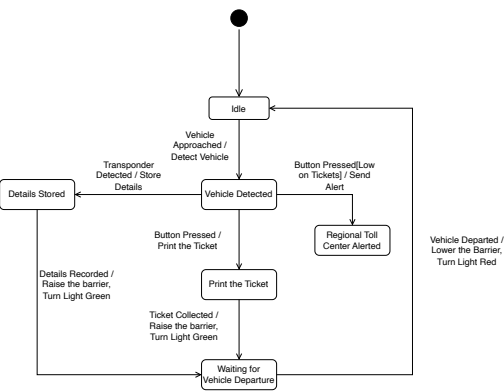 Idle
Vehicle
Approached /
Detect Vehicle
Transponder
Detected / Store
Details
Button Pressed[Low
on Tickets] / Send
Alert
Details Stored
Vehicle Detected
Button Pressed /
Print the Ticket
Regional Toll
Center Alerted
Vehicle Departed /
Lower the Barrier,
Turn Light Red
Details Recorded /
Raise the barrier,
Turn Light Green
Print the Ticket
Ticket Collected /
Raise the barrier,
Turn Light Green
Waiting for
Vehicle Departure